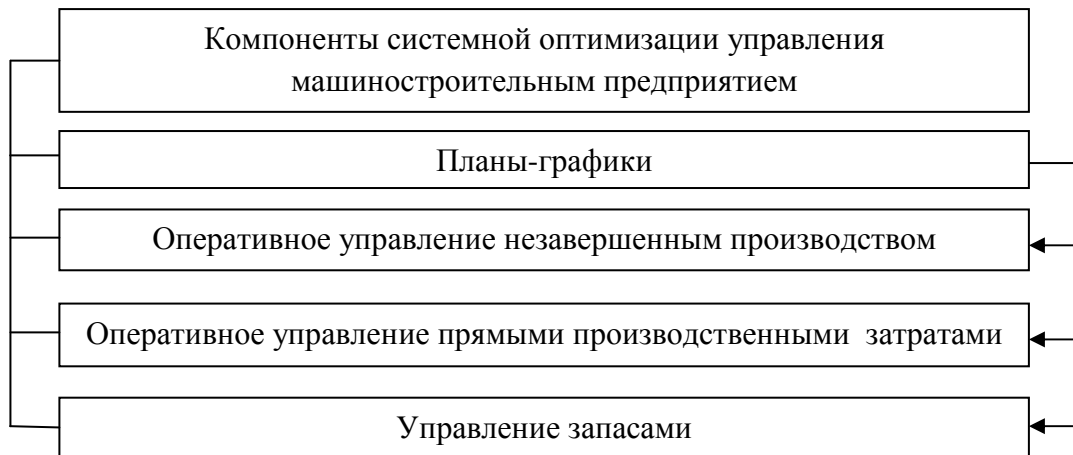 Компоненты системной оптимизации управления
машиностроительным предприятием
Планы-графики
Оперативное управление незавершенным производством
Оперативное управление прямыми производственными  затратами
Управление запасами